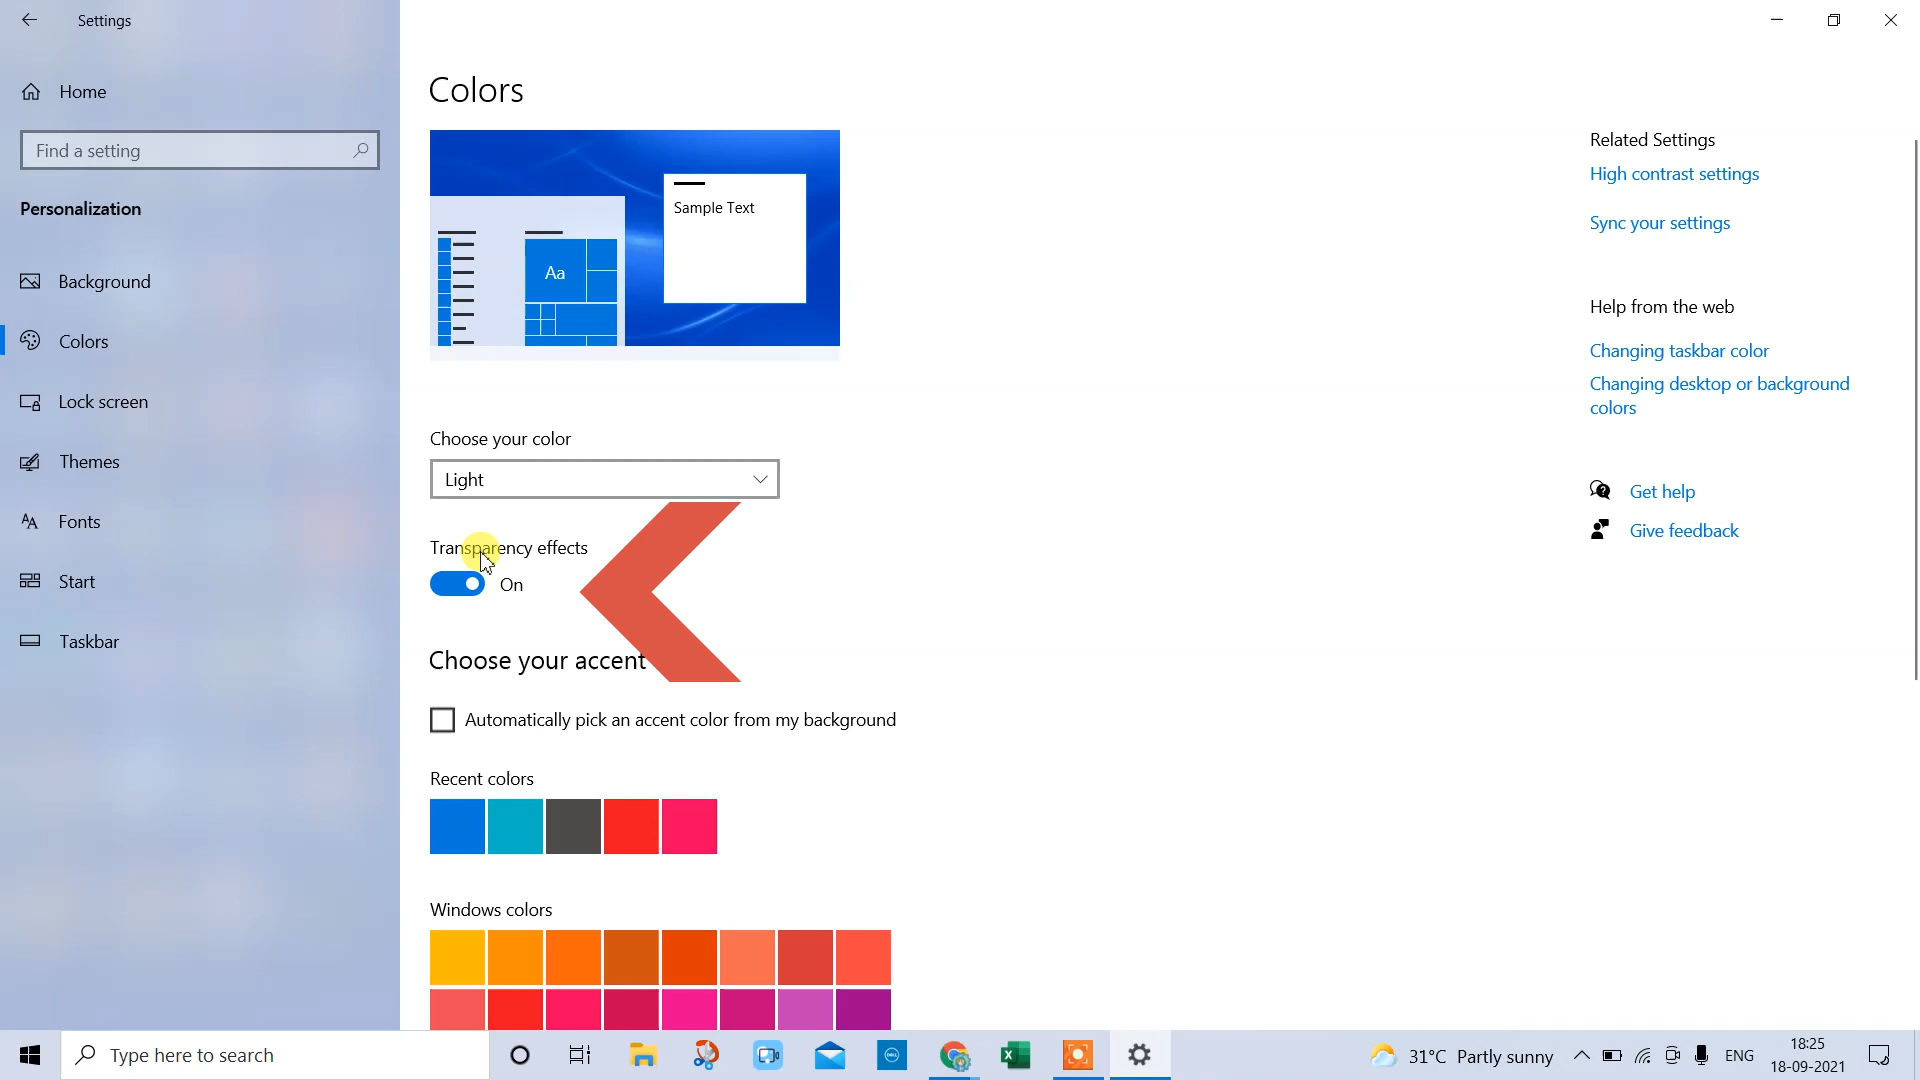 Settings
Home
Find a setting
Personalization
Background
Colors
Lock screen
Themes
Fonts
Start
Taskbar
Colors
Sample Text
Aa
Choose your color
Light
Transparency effects
On
Choose your accent
Automatically pick an accent color from my background
Recent colors
Windows colors
Related Settings
High contrast settings
Sync your settings
Help from the web
Changing taskbar color
Changing desktop or background
colors
Get help
Give feedback
Type here to search
DELL
31°C Partly sunny
ENG
18:25
18-09-2021